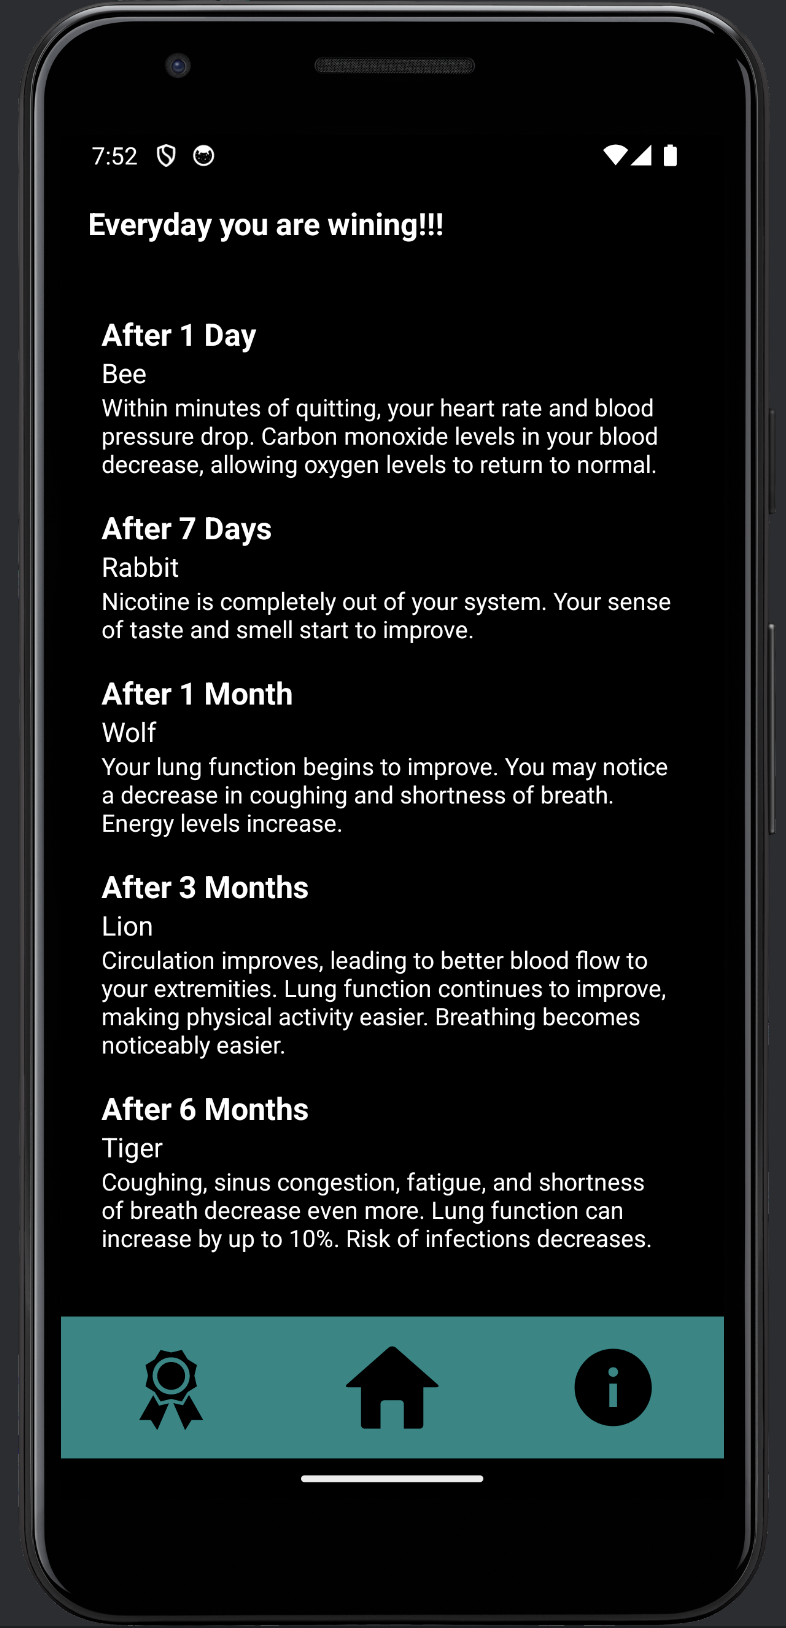 7:52
Everyday you are wining!!!
After 1 Day
Bee
Within minutes of quitting, your heart rate and blood
pressure drop. Carbon monoxide levels in your blood
decrease, allowing oxygen levels to return to normal.
After 7 Days
Rabbit
Nicotine is completely out of your system. Your sense
of taste and smell start to improve.
After 1 Month
Wolf
Your lung function begins to improve. You may notice
a decrease in coughing and shortness of breath.
Energy levels increase.
After 3 Months
Lion
Circulation improves, leading to better blood flow to
your extremities. Lung function continues to improve,
making physical activity easier. Breathing becomes
noticeably easier.
After 6 Months
Tiger
Coughing, sinus congestion, fatigue, and shortness
of breath decrease even more. Lung function can
increase by up to 10%. Risk of infections decreases.